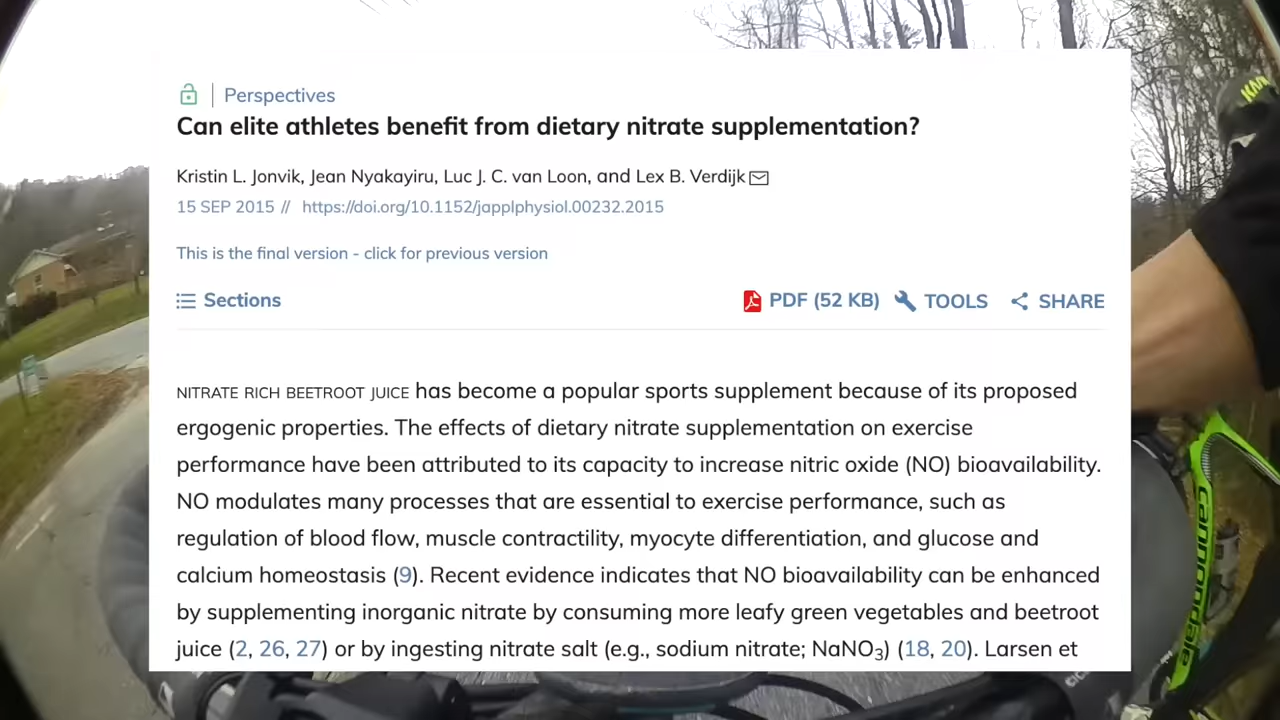 Perspectives
Can elite athletes benefit from dietary nitrate supplementation?
Kristin L. Jonvik, Jean Nyakayiru, Luc J. C. van Loon, and Lex B. Verdijk
15 SEP 2015 // https://doi.org/10.1152/japplphysiol.00232.2015
This is the final version - click for previous version
Sections
PDF (52 KB) TOOLS SHARE
NITRATE RICH BEETROOT JUICE has become a popular sports supplement because of its proposed
ergogenic properties. The effects of dietary nitrate supplementation on exercise
performance have been attributed to its capacity to increase nitric oxide (NO) bioavailability.
NO modulates many processes that are essential to exercise performance, such as
regulation of blood flow, muscle contractility, myocyte differentiation, and glucose and
calcium homeostasis (9). Recent evidence indicates that NO bioavailability can be enhanced
by supplementing inorganic nitrate by consuming more leafy green vegetables and beetroot
juice (2, 26, 27) or by ingesting nitrate salt (e.g., sodium nitrate; NaNO₃) (18, 20). Larsen et
cannondale